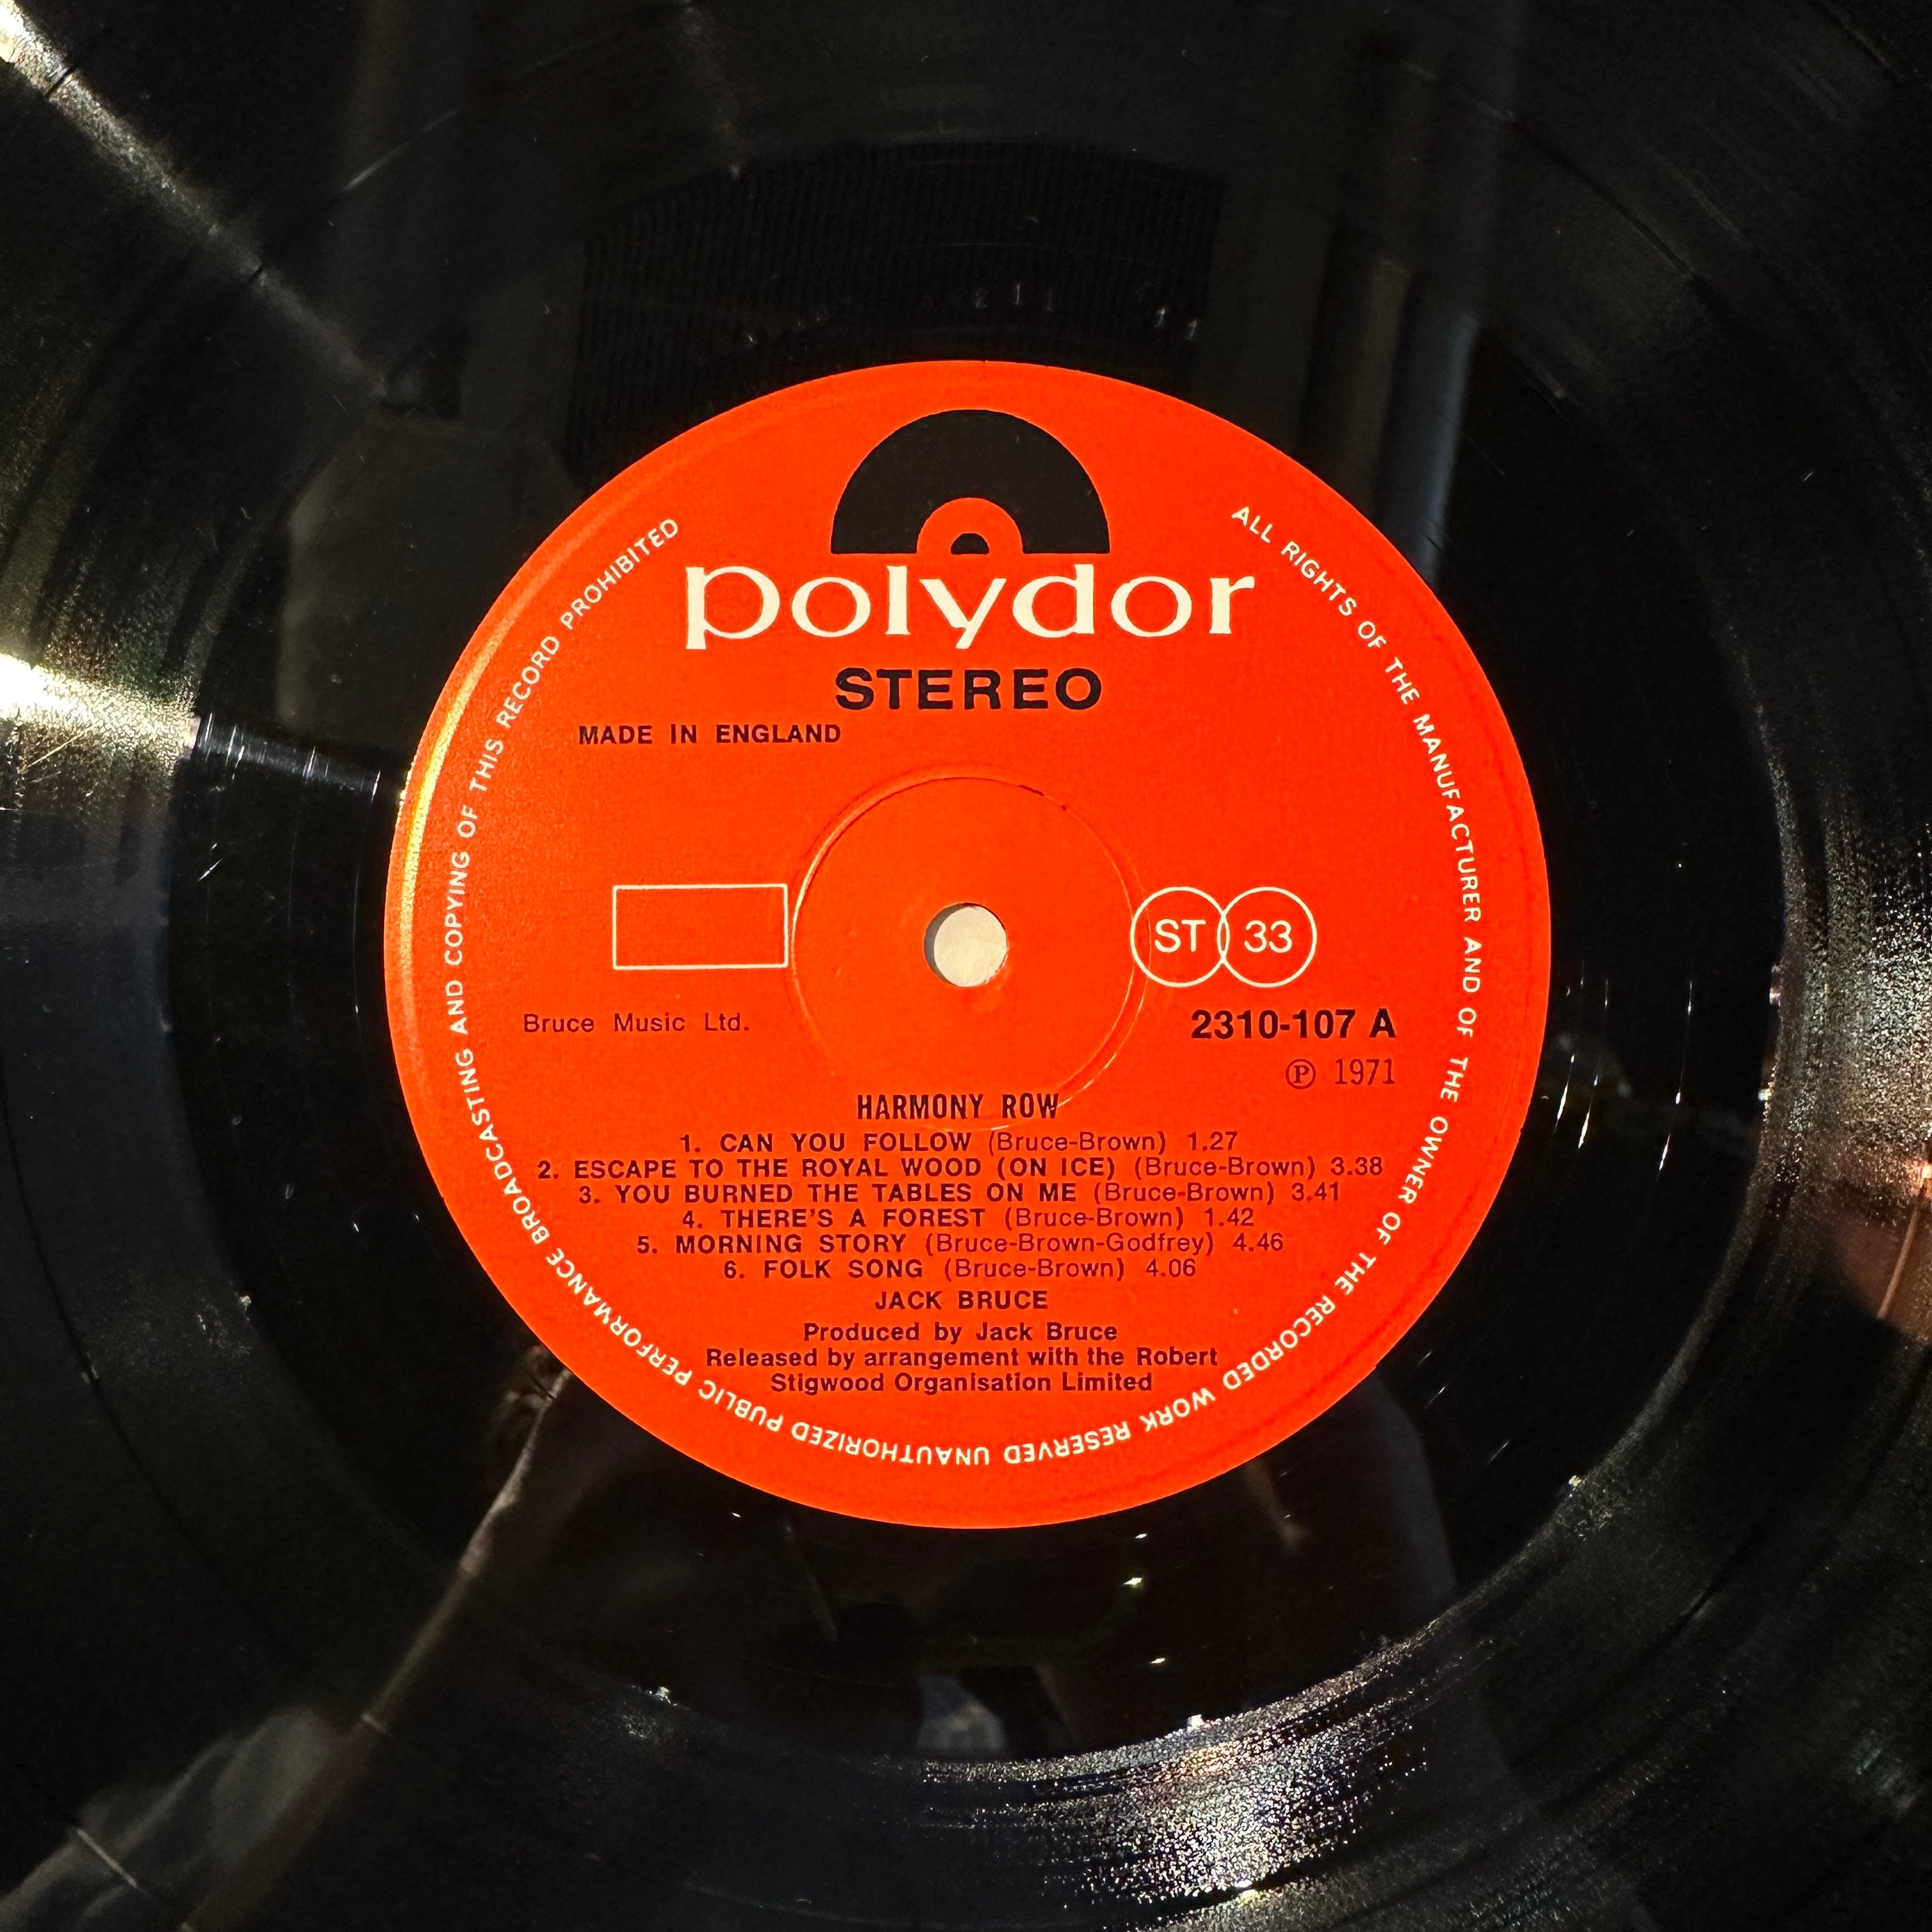 polydor
STEREO
MADE IN ENGLAND
ST 33
Bruce Music Ltd.
2310-107 A
℗ 1971
HARMONY ROW
1. CAN YOU FOLLOW (Bruce-Brown) 1.27
2. ESCAPE TO THE ROYAL WOOD (ON ICE) (Bruce-Brown) 3.38
3. YOU BURNED THE TABLES ON ME (Bruce-Brown) 3.41
4. THERE'S A FOREST (Bruce-Brown) 1.42
5. MORNING STORY (Bruce-Brown-Godfrey) 4.46
6. FOLK SONG (Bruce-Brown) 4.06
JACK BRUCE
Produced by Jack Bruce
Released by arrangement with the Robert
Stigwood Organisation Limited
ALL RIGHTS OF THE MANUFACTURER AND OF THE OWNER OF THE RECORDED WORK RESERVED UNAUTHORIZED PUBLIC PERFORMANCE BROADCASTING AND COPYING OF THIS RECORD PROHIBITED